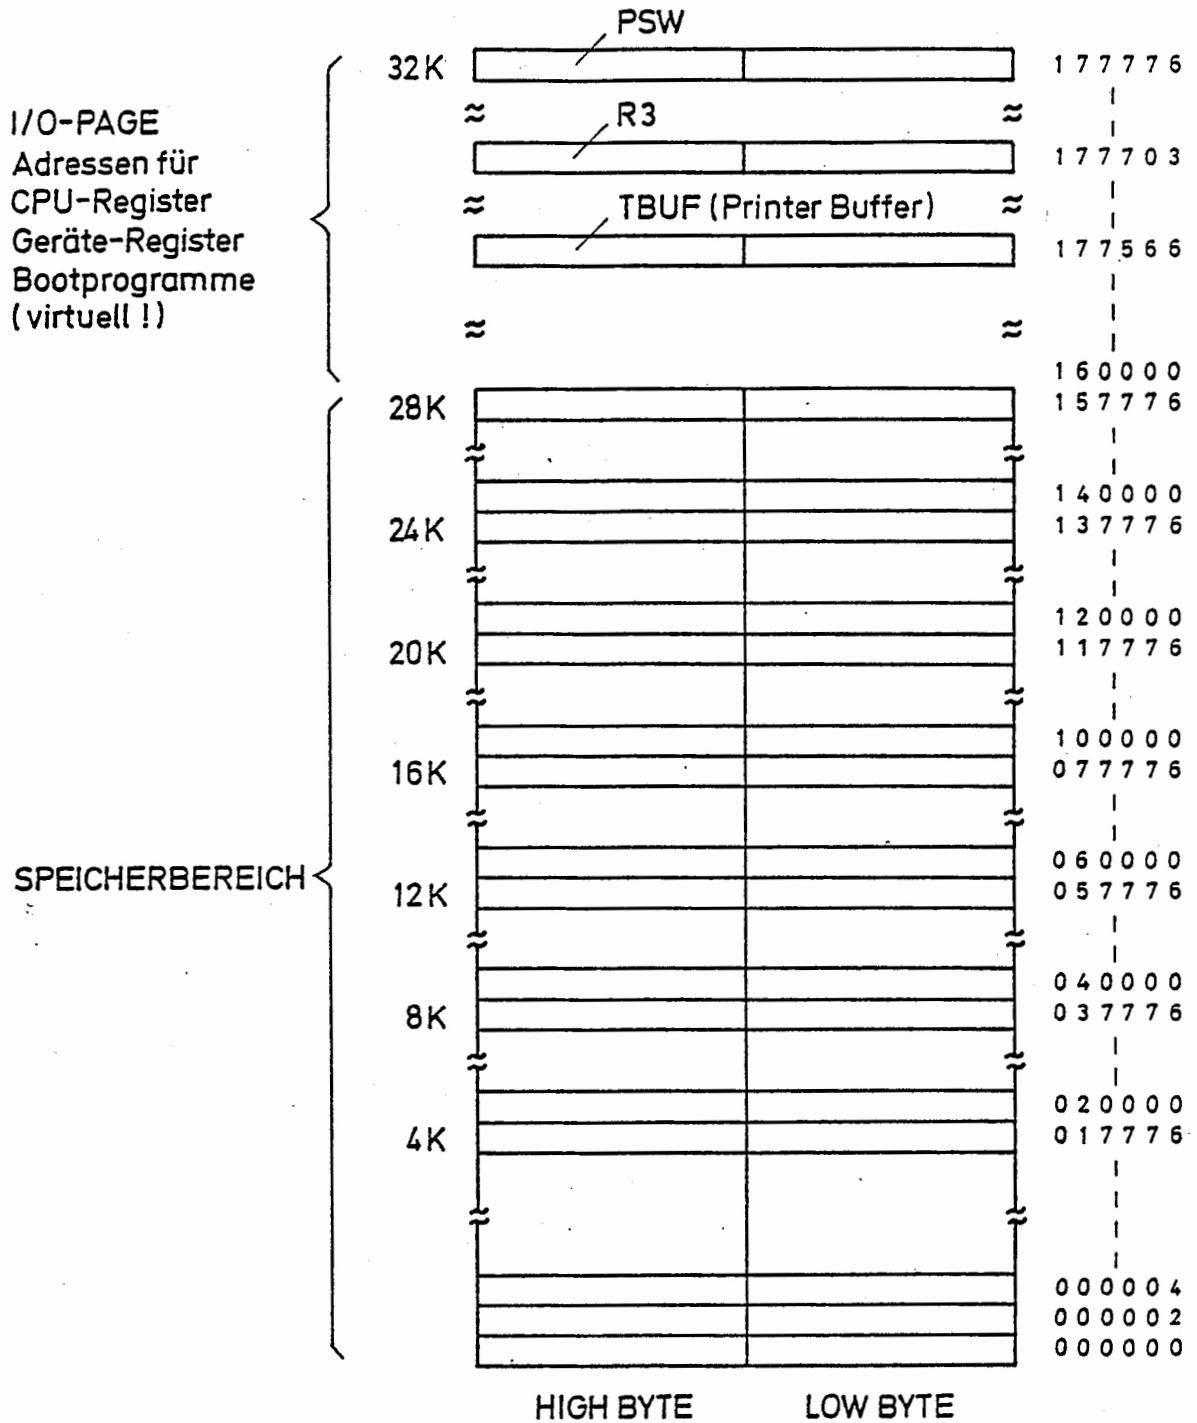 PSW
32K 177776
I/O-PAGE
R3
Adressen für 177703
CPU-Register
TBUF (Printer Buffer)
Geräte-Register 177566
Bootprogramme
(virtuell !)
160000
28K 157776
140000
24K 137776
120000
20K 117776
100000
16K 077776
060000
SPEICHERBEREICH
12K 057776
040000
8K 037776
020000
4K 017776
000004
000002
000000
HIGH BYTE LOW BYTE